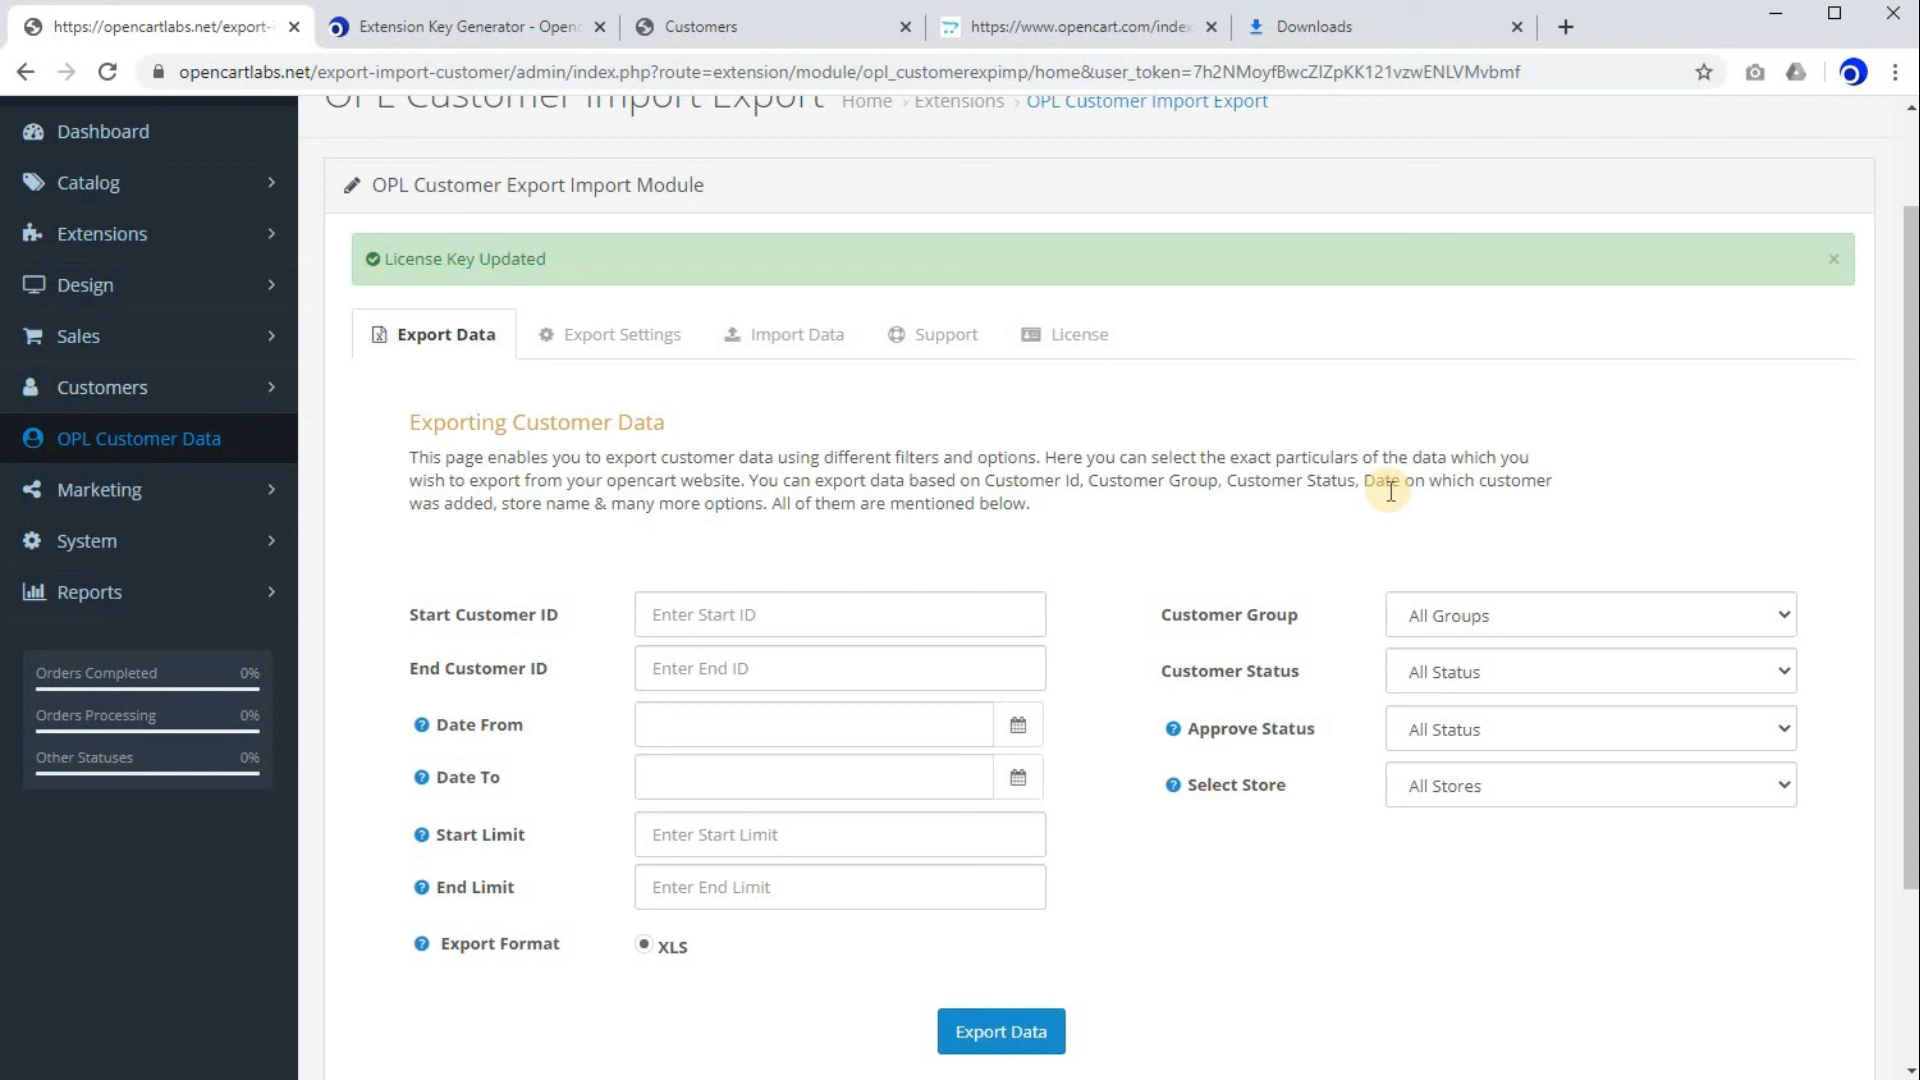 https://opencartlabs.net/export-i
Extension Key Generator - Openc
Customers
https://www.opencart.com/index
Downloads
opencartlabs.net/export-import-customer/admin/index.php?route=extension/module/opl_customerexpimp/home&user_token=7h2NMoyfBwcZIZpKK121vzwENLVMvbmf
OPL Customer Import Export Home › Extensions › OPL Customer Import Export
Dashboard
Catalog
Extensions
Design
Sales
Customers
OPL Customer Data
Marketing
System
Reports
Orders Completed 0%
Orders Processing 0%
Other Statuses 0%
OPL Customer Export Import Module
License Key Updated ×
Export Data
Export Settings
Import Data
Support
License
Exporting Customer Data
This page enables you to export customer data using different filters and options. Here you can select the exact particulars of the data which you
wish to export from your opencart website. You can export data based on Customer Id, Customer Group, Customer Status, Date on which customer
was added, store name & many more options. All of them are mentioned below.
Start Customer ID Enter Start ID
End Customer ID Enter End ID
Date From
Date To
Start Limit Enter Start Limit
End Limit Enter End Limit
Export Format XLS
Customer Group All Groups
Customer Status All Status
Approve Status All Status
Select Store All Stores
Export Data